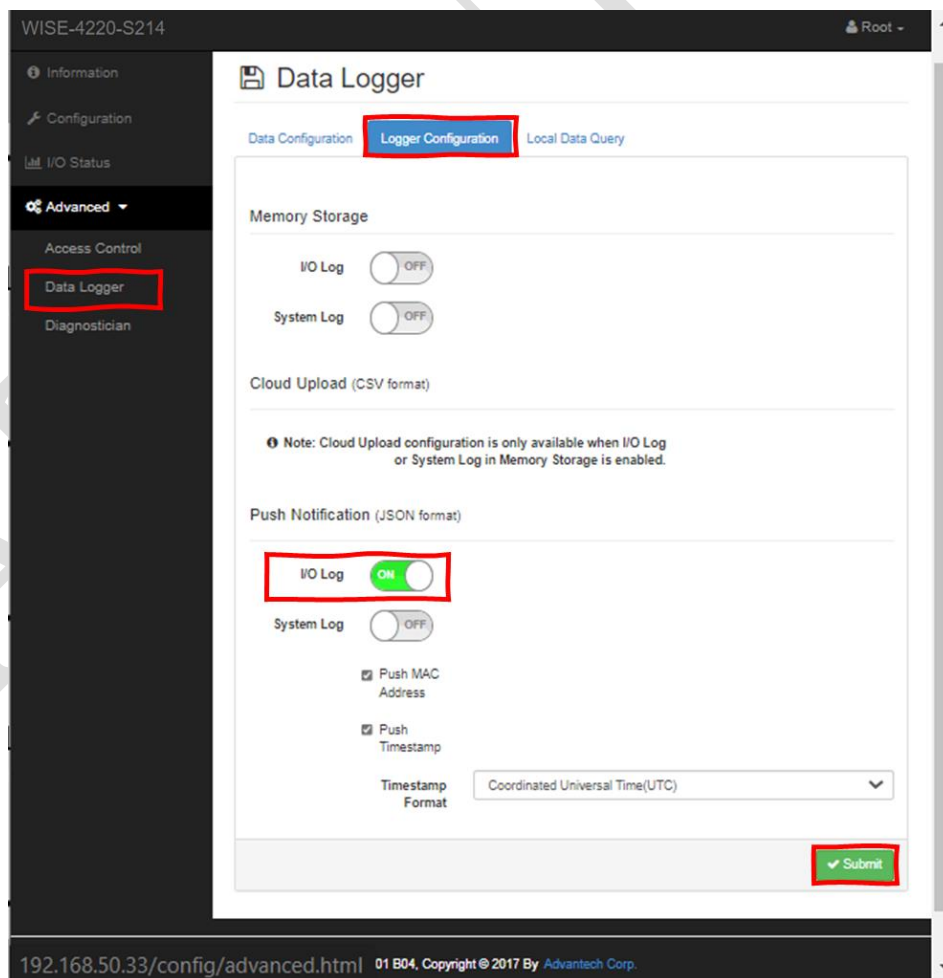 WISE-4220-S214
Root
Information
Configuration
I/O Status
Advanced
Access Control
Data Logger
Diagnostician
Data Logger
Data Configuration
Logger Configuration
Local Data Query
Memory Storage
I/O Log
OFF
System Log
OFF
Cloud Upload (CSV format)
Note: Cloud Upload configuration is only available when I/O Log
or System Log in Memory Storage is enabled.
Push Notification (JSON format)
I/O Log
ON
System Log
OFF
Push MAC
Address
Push
Timestamp
Timestamp
Format
Coordinated Universal Time(UTC)
Submit
192.168.50.33/config/advanced.html 01 B04, Copyright © 2017 By Advantech Corp.